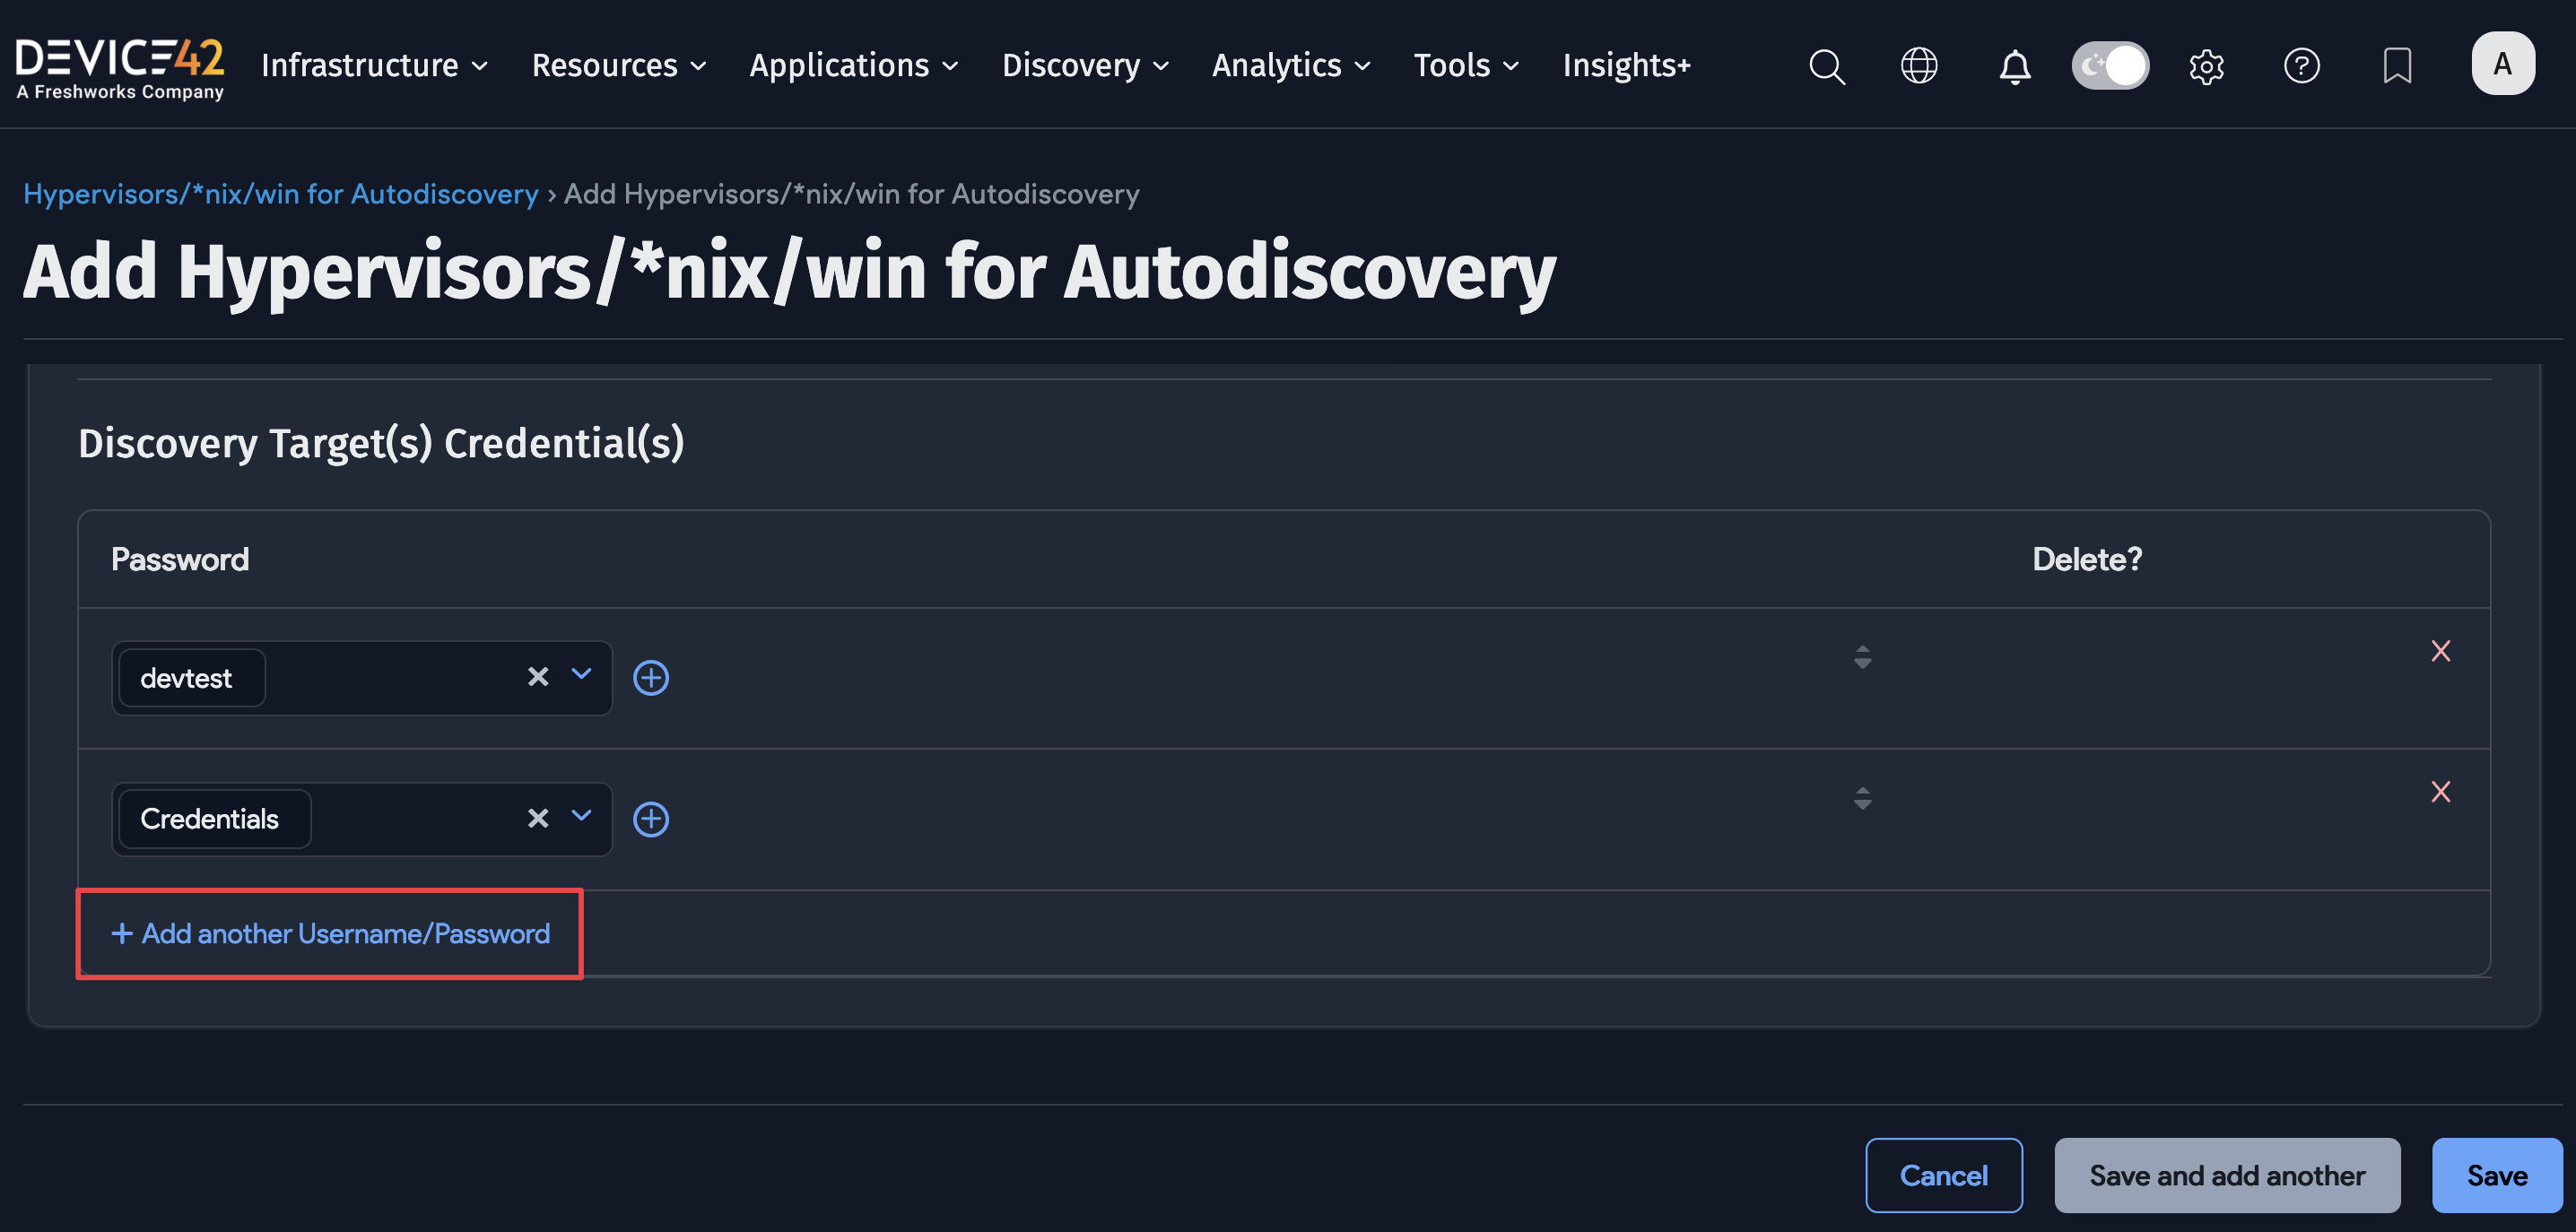 DEVICE42
A Freshworks Company
Infrastructure Resources Applications Discovery Analytics Tools Insights+
A
Hypervisors/*nix/win for Autodiscovery › Add Hypervisors/*nix/win for Autodiscovery
Add Hypervisors/*nix/win for Autodiscovery
Discovery Target(s) Credential(s)
Password Delete?
devtest
Credentials
+ Add another Username/Password
Cancel Save and add another Save